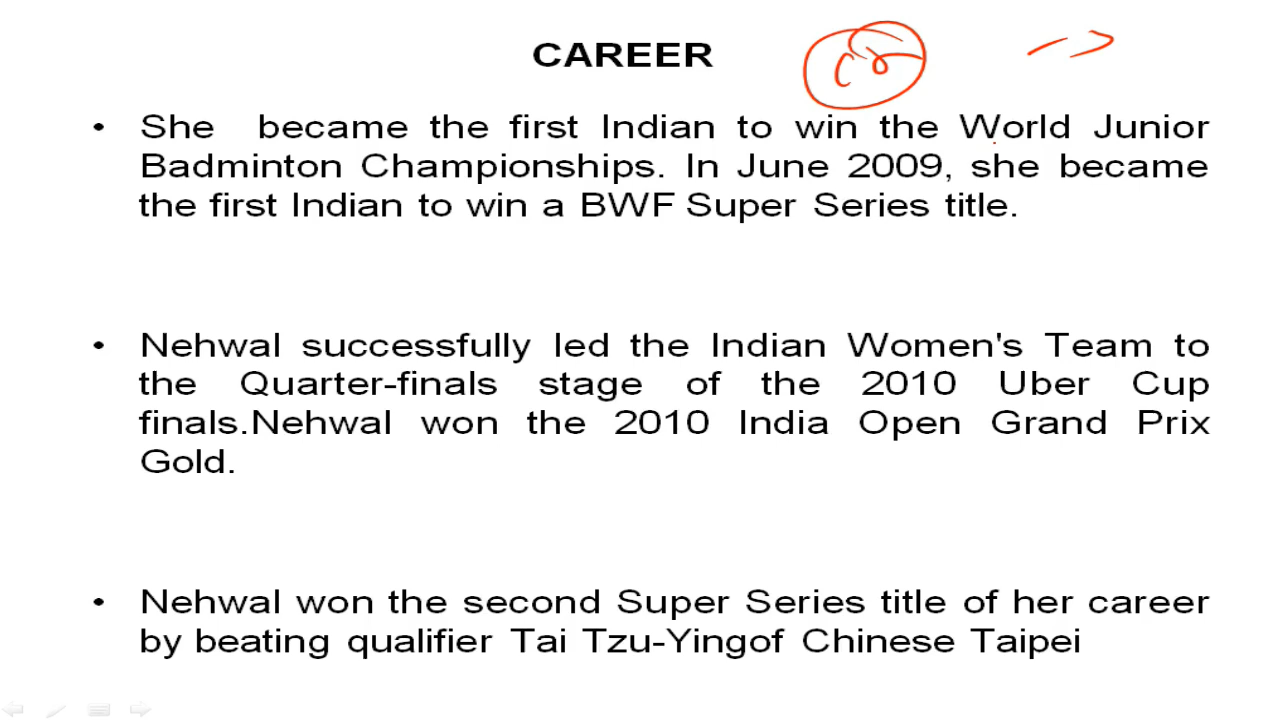 CAREER
• She became the first Indian to win the World Junior
Badminton Championships. In June 2009, she became
the first Indian to win a BWF Super Series title.
• Nehwal successfully led the Indian Women's Team to
the Quarter-finals stage of the 2010 Uber Cup
finals.Nehwal won the 2010 India Open Grand Prix
Gold.
• Nehwal won the second Super Series title of her career
by beating qualifier Tai Tzu-Yingof Chinese Taipei